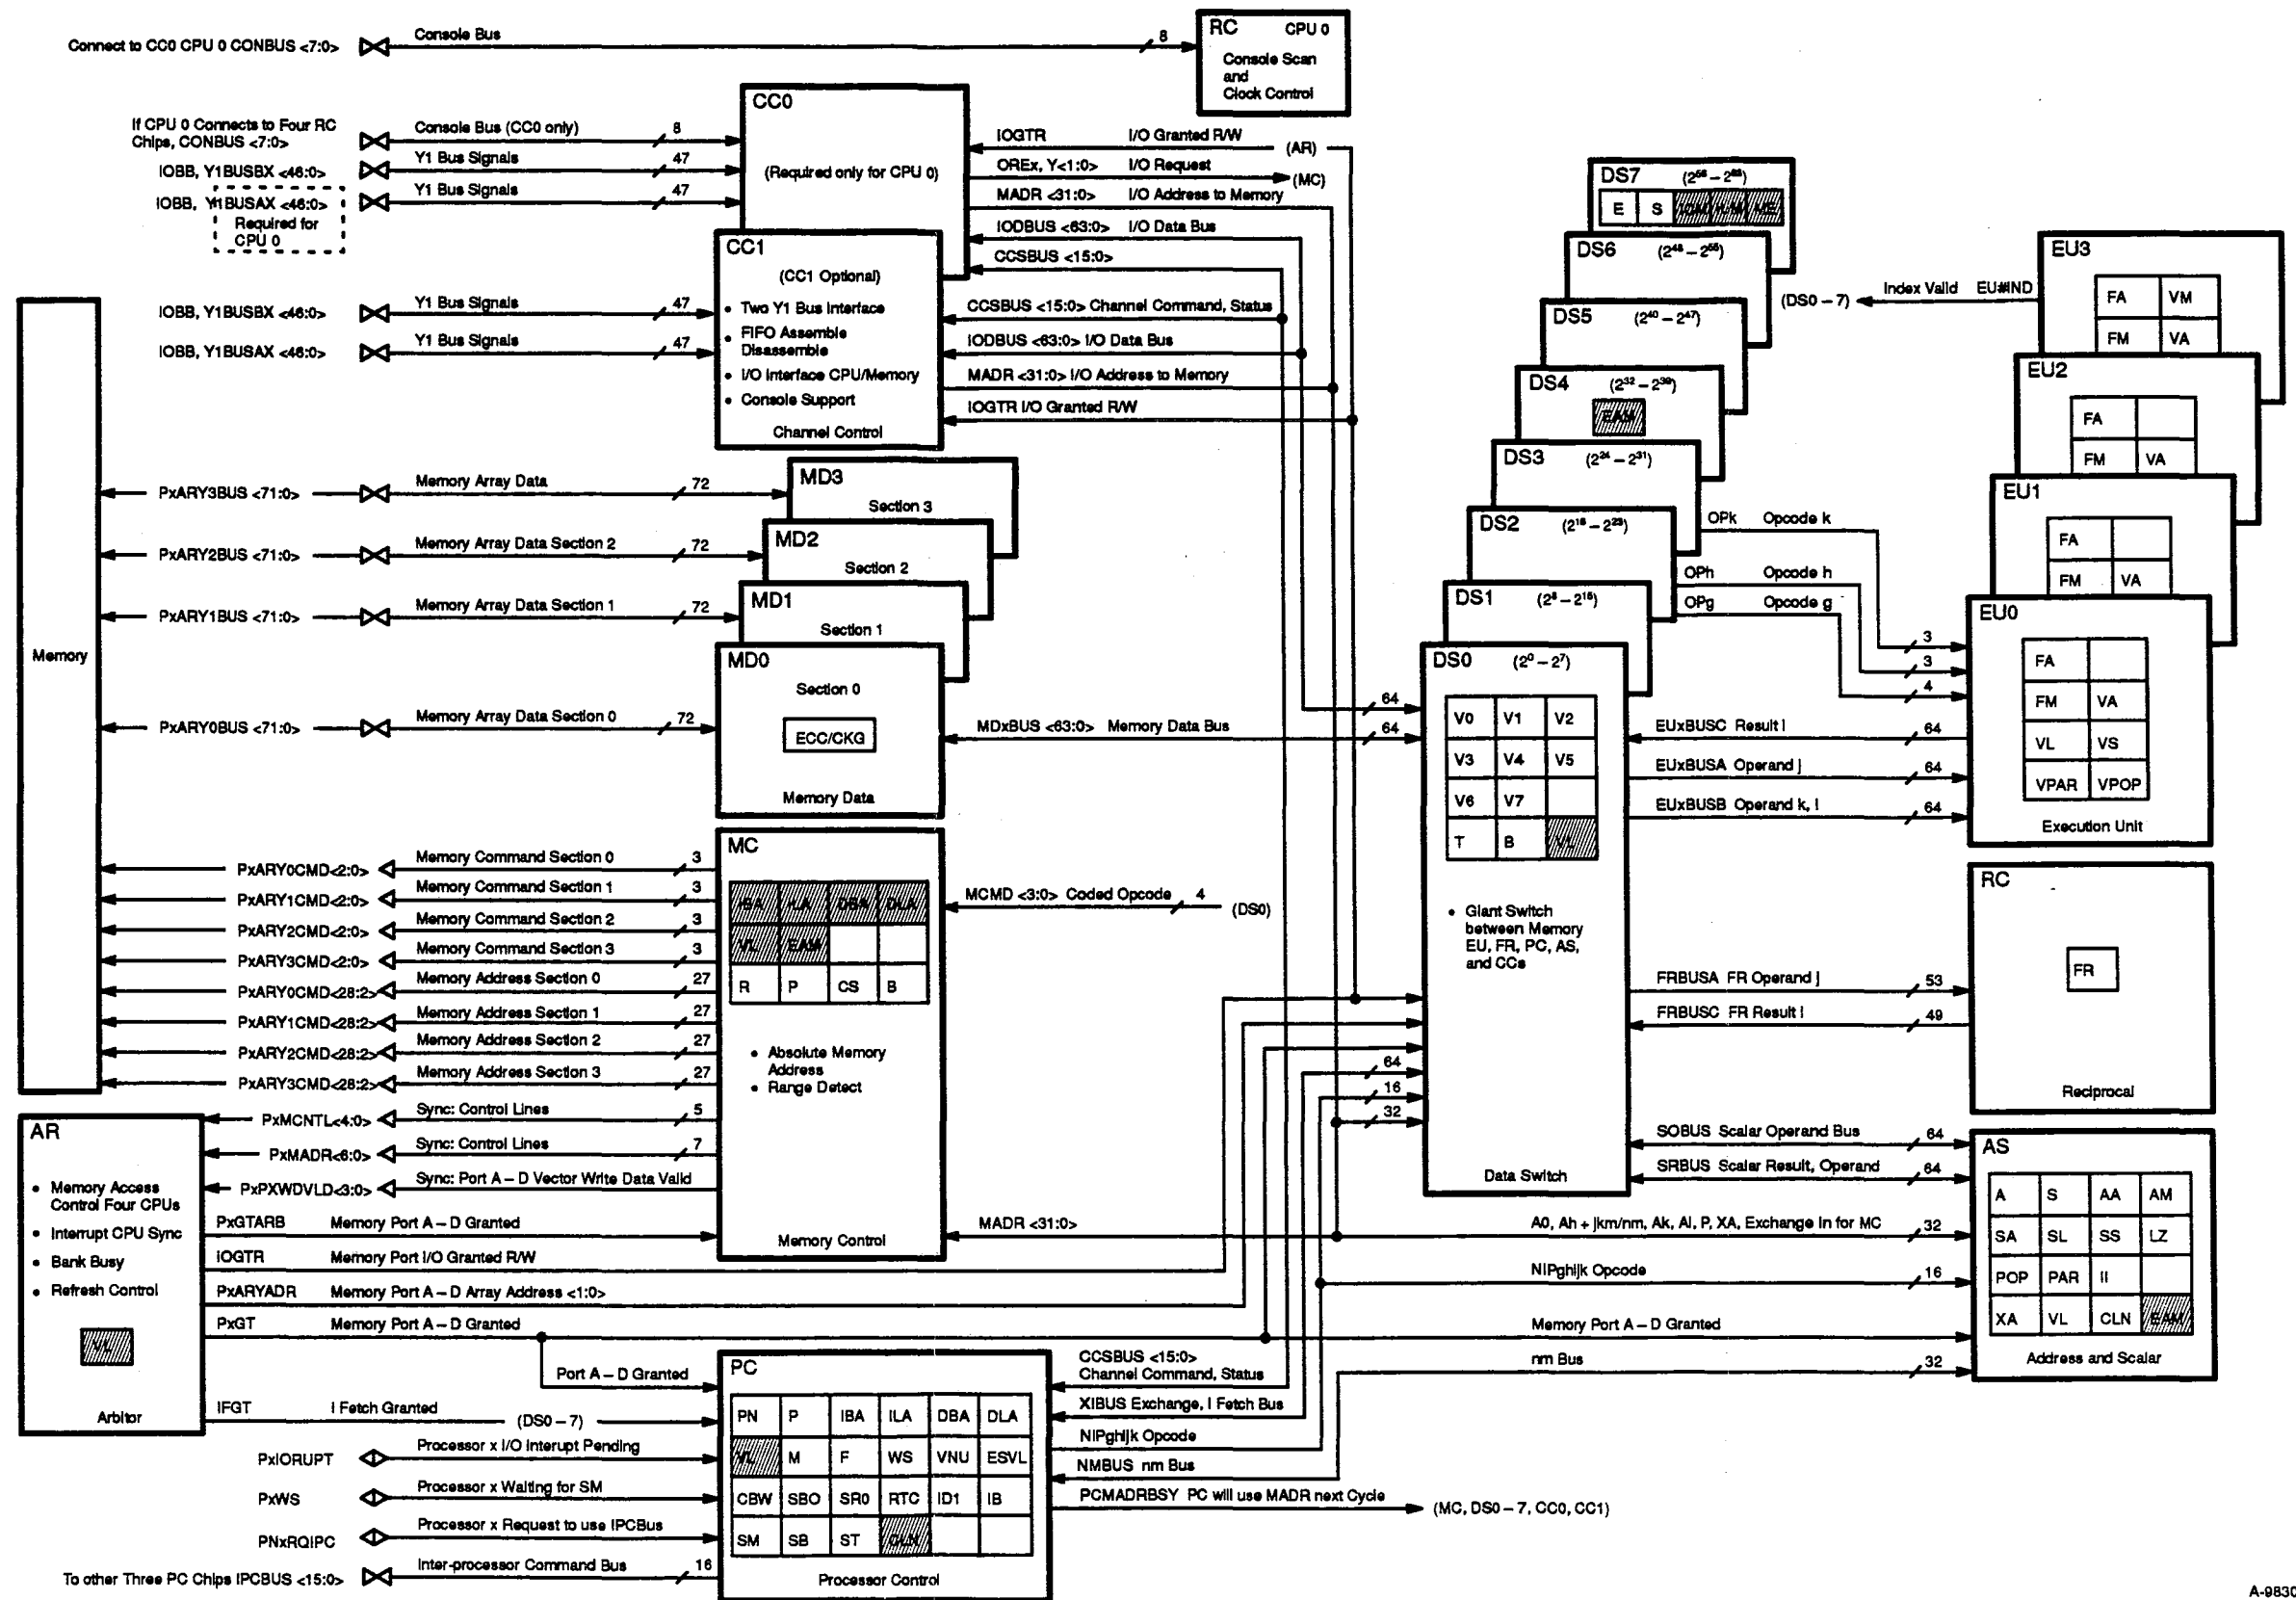 Connect to CC0 CPU 0 CONBUS <7:0>
Console Bus
8
RC CPU 0
Console Scan
and
Clock Control
If CPU 0 Connects to Four RC
Chips, CONBUS <7:0>
Console Bus (CC0 only)
8
IOBB, Y1BUSBX <46:0>
Y1 Bus Signals
47
IOBB, Y1BUSAX <46:0>
Y1 Bus Signals
47
Required for
CPU 0
CC0
(Required only for CPU 0)
IOGTR I/O Granted R/W
(AR)
OREx, Y<1:0> I/O Request
(MC)
MADR <31:0> I/O Address to Memory
IODBUS <63:0> I/O Data Bus
CCSBUS <15:0>
IOBB, Y1BUSBX <46:0>
Y1 Bus Signals
47
IOBB, Y1BUSAX <46:0>
Y1 Bus Signals
47
CC1
(CC1 Optional)
• Two Y1 Bus Interface
• FIFO Assemble
Disassemble
• I/O Interface CPU/Memory
• Console Support
Channel Control
CCSBUS <15:0> Channel Command, Status
IODBUS <63:0> I/O Data Bus
MADR <31:0> I/O Address to Memory
IOGTR I/O Granted R/W
Memory
PxARY3BUS <71:0>
Memory Array Data
72
MD3
Section 3
PxARY2BUS <71:0>
Memory Array Data Section 2
72
MD2
Section 2
PxARY1BUS <71:0>
Memory Array Data Section 1
72
MD1
Section 1
PxARY0BUS <71:0>
Memory Array Data Section 0
72
MD0
Section 0
ECC/CKG
Memory Data
MDxBUS <63:0> Memory Data Bus
64
64
PxARY0CMD<2:0>
Memory Command Section 0
3
PxARY1CMD<2:0>
Memory Command Section 1
3
PxARY2CMD<2:0>
Memory Command Section 2
3
PxARY3CMD<2:0>
Memory Command Section 3
3
PxARY0CMD<28:2>
Memory Address Section 0
27
PxARY1CMD<28:2>
Memory Address Section 1
27
PxARY2CMD<28:2>
Memory Address Section 2
27
PxARY3CMD<28:2>
Memory Address Section 3
27
PxMCNTL<4:0>
Sync: Control Lines
5
PxMADR<6:0>
Sync: Control Lines
7
PxPXWDVLD<3:0>
Sync: Port A – D Vector Write Data Valid
MC
DBA DLA
VL EAM
R P CS B
• Absolute Memory
Address
• Range Detect
Memory Control
MCMD <3:0> Coded Opcode
4
(DS0)
MADR <31:0>
AR
• Memory Access
Control Four CPUs
• Interrupt CPU Sync
• Bank Busy
• Refresh Control
VL
Arbitor
PxGTARB Memory Port A – D Granted
IOGTR Memory Port I/O Granted R/W
PxARYADR Memory Port A – D Array Address <1:0>
PxGT Memory Port A – D Granted
Port A – D Granted
IFGT I Fetch Granted
(DS0 – 7)
PxIORUPT
Processor x I/O Interupt Pending
PxWS
Processor x Waiting for SM
PNxRQIPC
Processor x Request to use IPCBus
To other Three PC Chips IPCBUS <15:0>
Inter-processor Command Bus
16
PC
PN P IBA ILA DBA DLA
VL M F WS VNU ESVL
CBW SBO SR0 RTC ID1 IB
SM SB ST CLN
Processor Control
CCSBUS <15:0>
Channel Command, Status
XIBUS Exchange, I Fetch Bus
NIPghijk Opcode
NMBUS nm Bus
PCMADRBSY PC will use MADR next Cycle
(MC, DS0 – 7, CC0, CC1)
DS7 (2⁵⁶ – 2⁶³)
E S
DS6 (2⁴⁸ – 2⁵⁵)
DS5 (2⁴⁰ – 2⁴⁷)
DS4 (2³² – 2³⁹)
EAM
DS3 (2²⁴ – 2³¹)
DS2 (2¹⁶ – 2²³)
DS1 (2⁸ – 2¹⁵)
DS0 (2⁰ – 2⁷)
V0 V1 V2
V3 V4 V5
V6 V7
T B VL
• Giant Switch
between Memory
EU, FR, PC, AS,
and CCs
Data Switch
64
16
32
(DS0 – 7)
Index Valid EU#IND
OPk Opcode k
OPh Opcode h
OPg Opcode g
3
3
4
EUxBUSC Result i
64
EUxBUSA Operand j
64
EUxBUSB Operand k, l
64
FRBUSA FR Operand j
53
FRBUSC FR Result i
49
SOBUS Scalar Operand Bus
64
SRBUS Scalar Result, Operand
64
A0, Ah + jkm/nm, Ak, Ai, P, XA, Exchange In for MC
32
NIPghijk Opcode
16
Memory Port A – D Granted
nm Bus
32
EU3
FA VM
FM VA
EU2
FA
FM VA
EU1
FA
FM VA
EU0
FA
FM VA
VL VS
VPAR VPOP
Execution Unit
RC
FR
Reciprocal
AS
A S AA AM
SA SL SS LZ
POP PAR II
XA VL CLN EAM
Address and Scalar
A-9830